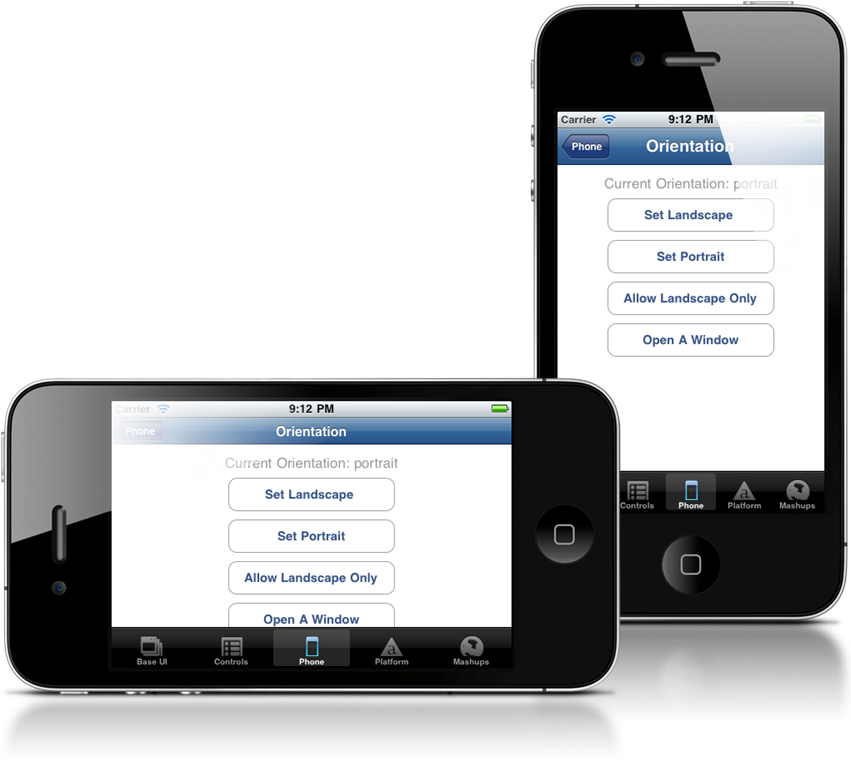 Carrier 9:12 PM
Phone Orientation
Current Orientation: portrait
Set Landscape
Set Portrait
Allow Landscape Only
Open A Window
Controls Phone Platform Mashups
Carrier 9:12 PM
Phone Orientation
Current Orientation: portrait
Set Landscape
Set Portrait
Allow Landscape Only
Open A Window
Base UI Controls Phone Platform Mashups